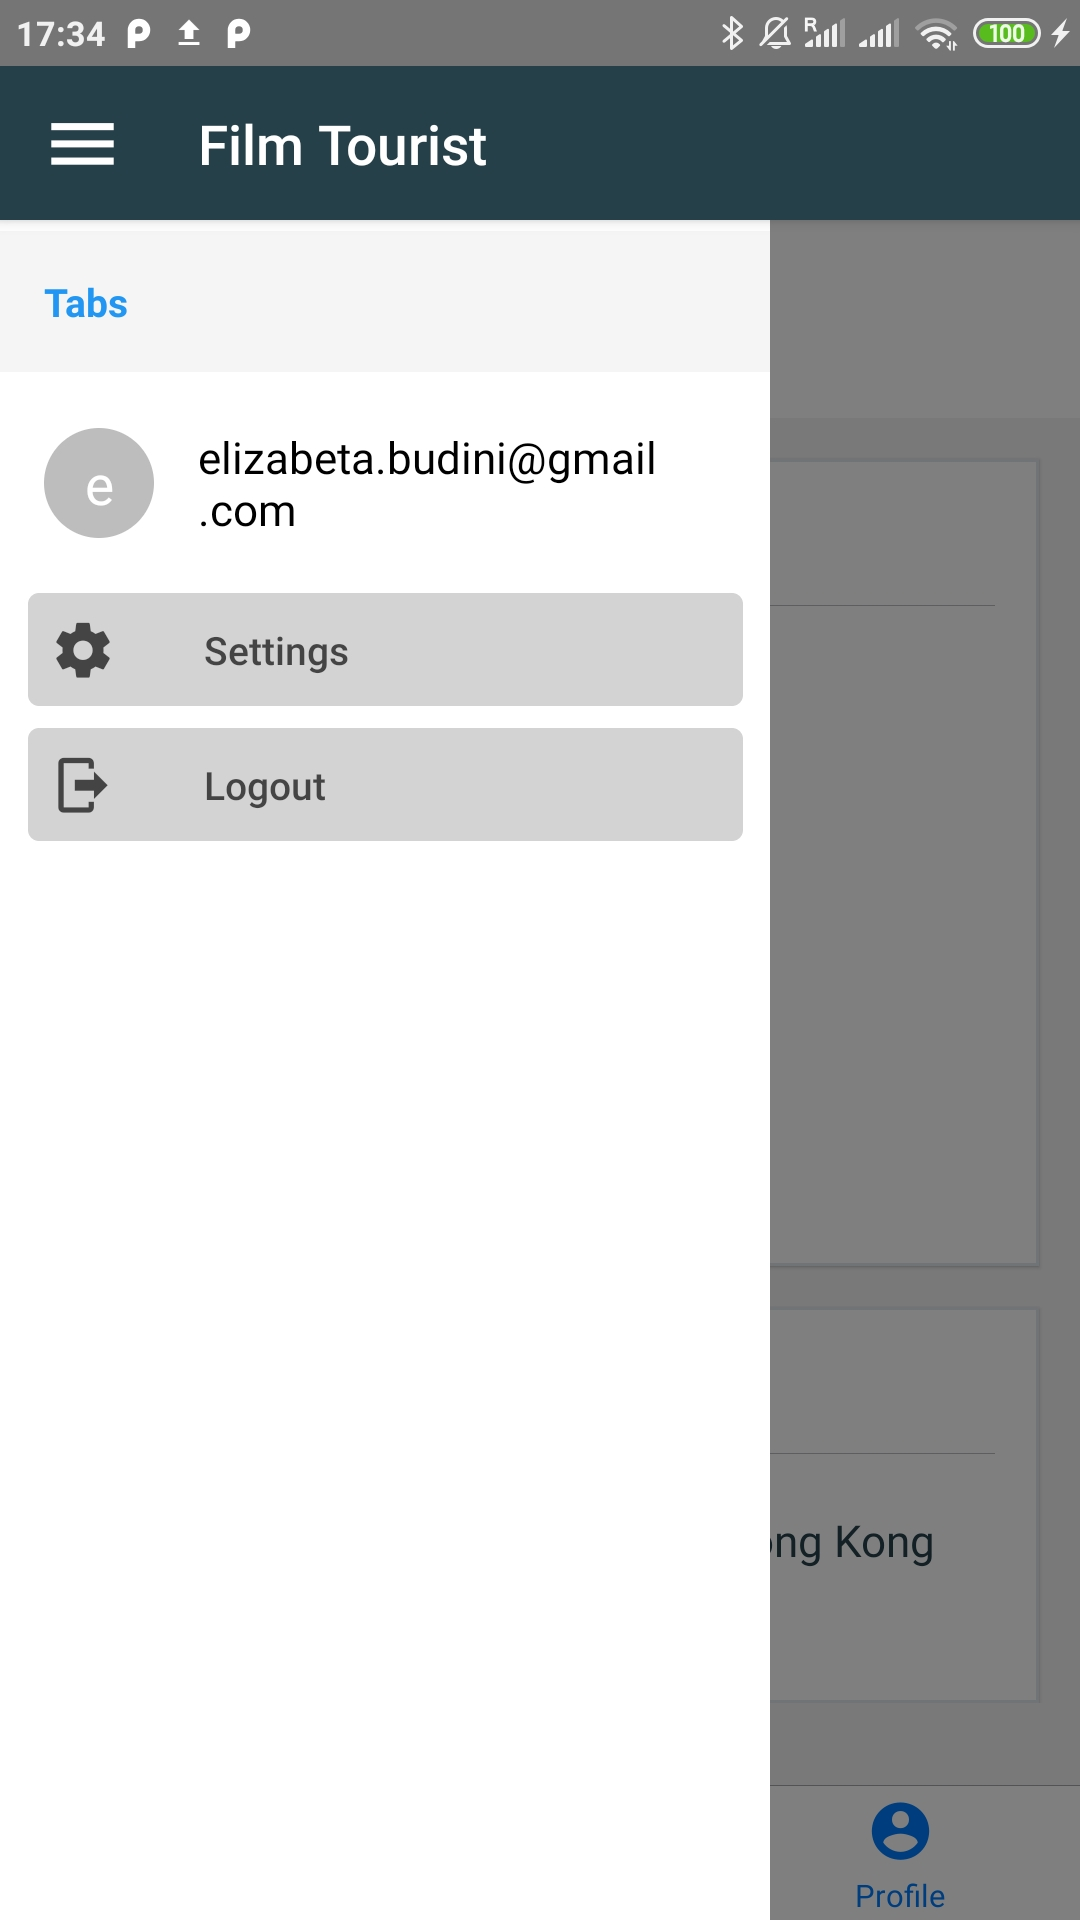 17:34
R
100
Film Tourist
Tabs
e
elizabeta.budini@gmail
.com
Settings
Logout
ng Kong
Profile